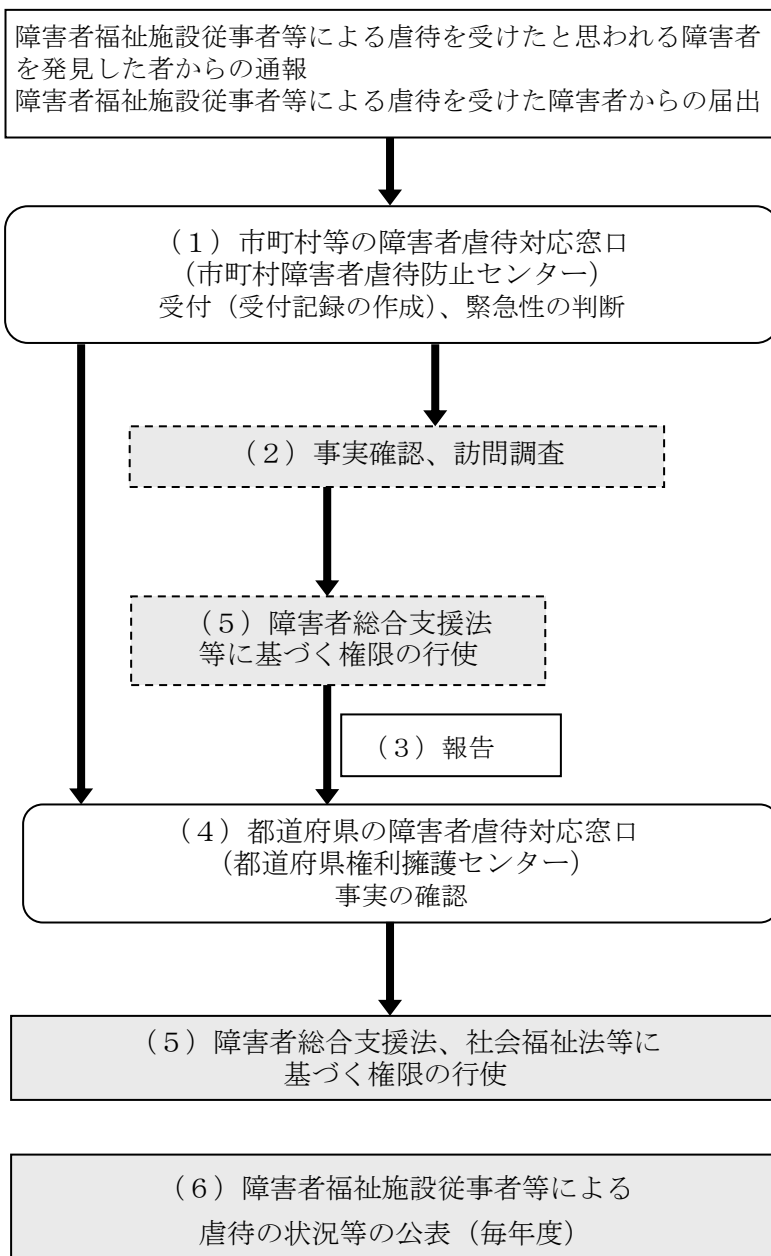 障害者福祉施設従事者等による虐待を受けたと思われる障害者
を発見した者からの通報
障害者福祉施設従事者等による虐待を受けた障害者からの届出
（１）市町村等の障害者虐待対応窓口
（市町村障害者虐待防止センター）
受付（受付記録の作成）、緊急性の判断
（２）事実確認、訪問調査
（５）障害者総合支援法
等に基づく権限の行使
（３）報告
（４）都道府県の障害者虐待対応窓口
（都道府県権利擁護センター）
事実の確認
（５）障害者総合支援法、社会福祉法等に
基づく権限の行使
（６）障害者福祉施設従事者等による
虐待の状況等の公表（毎年度）